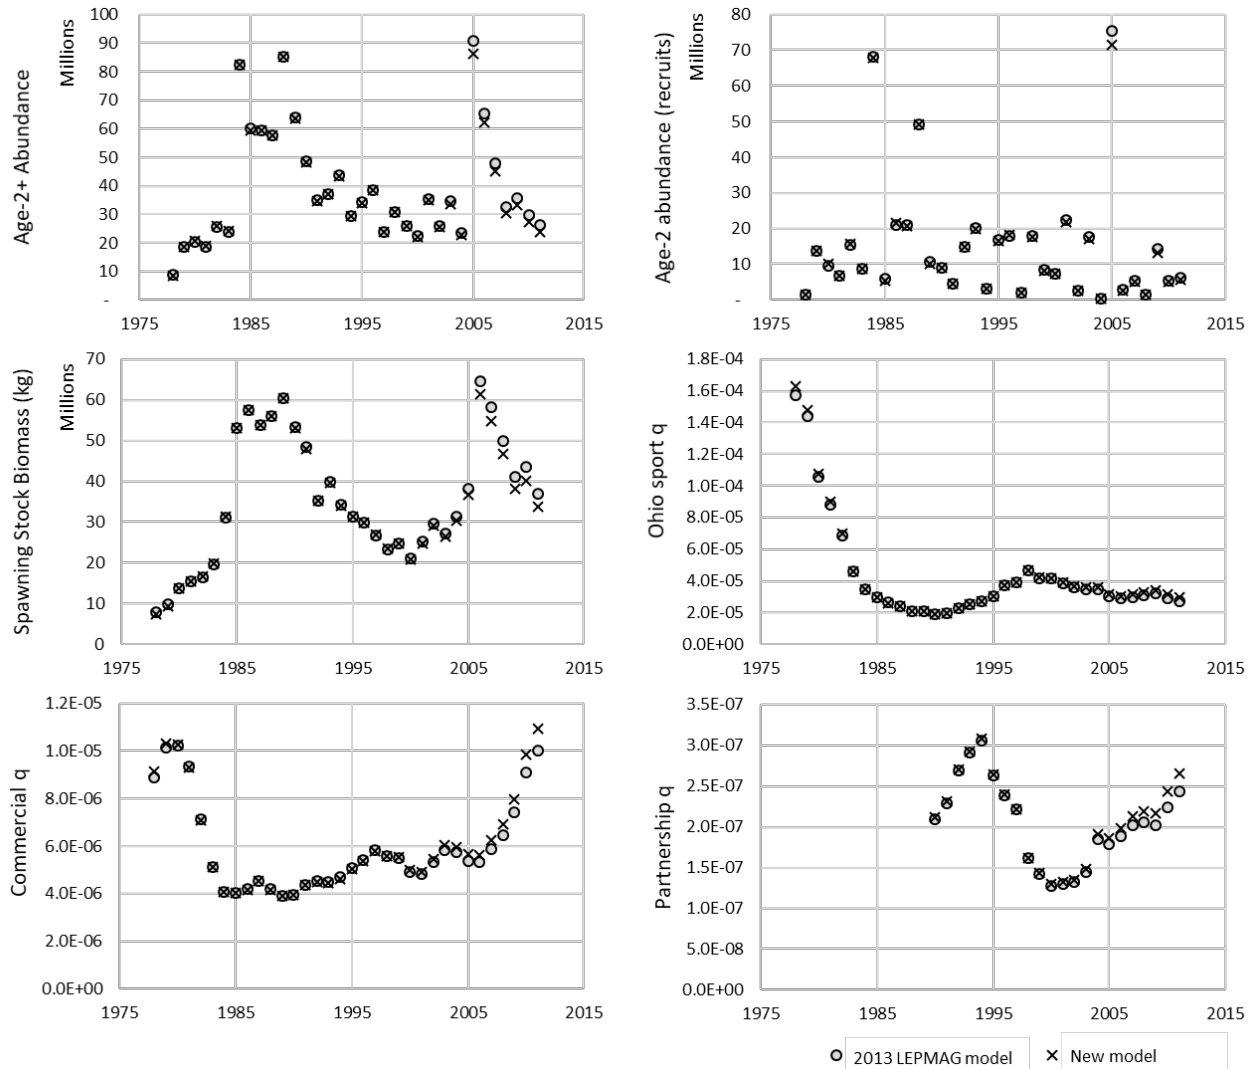 Age-2+ Abundance
Millions
100
90
80
70
60
50
40
30
20
10
-
1975 1985 1995 2005 2015
Age-2 abundance (recruits)
Millions
80
70
60
50
40
30
20
10
-
1975 1985 1995 2005 2015
Spawning Stock Biomass (kg)
Millions
70
60
50
40
30
20
10
0
1975 1985 1995 2005 2015
Ohio sport q
1.8E-04
1.6E-04
1.4E-04
1.2E-04
1.0E-04
8.0E-05
6.0E-05
4.0E-05
2.0E-05
0.0E+00
1975 1985 1995 2005 2015
Commercial q
1.2E-05
1.0E-05
8.0E-06
6.0E-06
4.0E-06
2.0E-06
0.0E+00
1975 1985 1995 2005 2015
Partnership q
3.5E-07
3.0E-07
2.5E-07
2.0E-07
1.5E-07
1.0E-07
5.0E-08
0.0E+00
1975 1985 1995 2005 2015
2013 LEPMAG model
New model